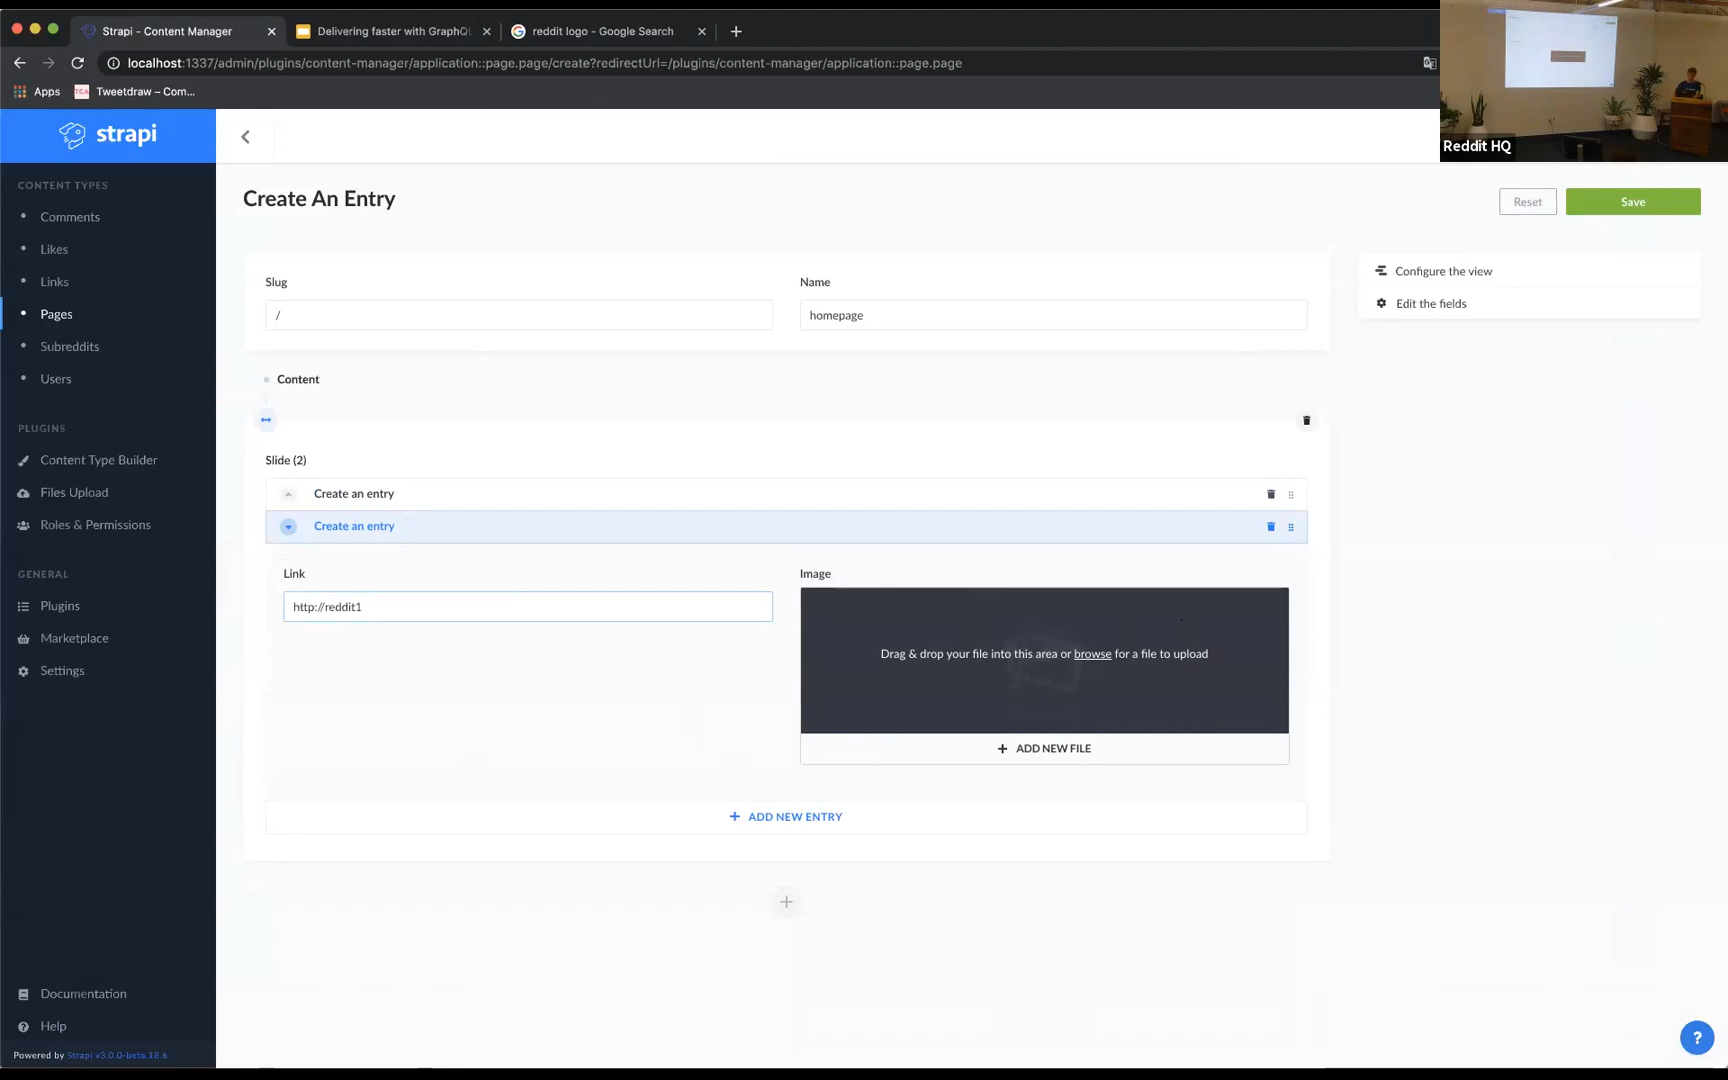 Strapi - Content Manager
Delivering faster with GraphQL
reddit logo - Google Search
localhost:1337/admin/plugins/content-manager/application::page.page/create?redirectUrl=/plugins/content-manager/application::page.page
Apps
TCA
Tweetdraw – Com...
Reddit HQ
strapi
CONTENT TYPES
Comments
Likes
Links
Pages
Subreddits
Users
PLUGINS
Content Type Builder
Files Upload
Roles & Permissions
GENERAL
Plugins
Marketplace
Settings
Documentation
Help
Powered by Strapi v3.0.0-beta.18.6
Create An Entry
Reset
Save
Slug
Name
/
homepage
Configure the view
Edit the fields
Content
Slide (2)
Create an entry
Create an entry
Link
Image
http://reddit1
Drag & drop your file into this area or browse for a file to upload
+ ADD NEW FILE
+ ADD NEW ENTRY
+
?